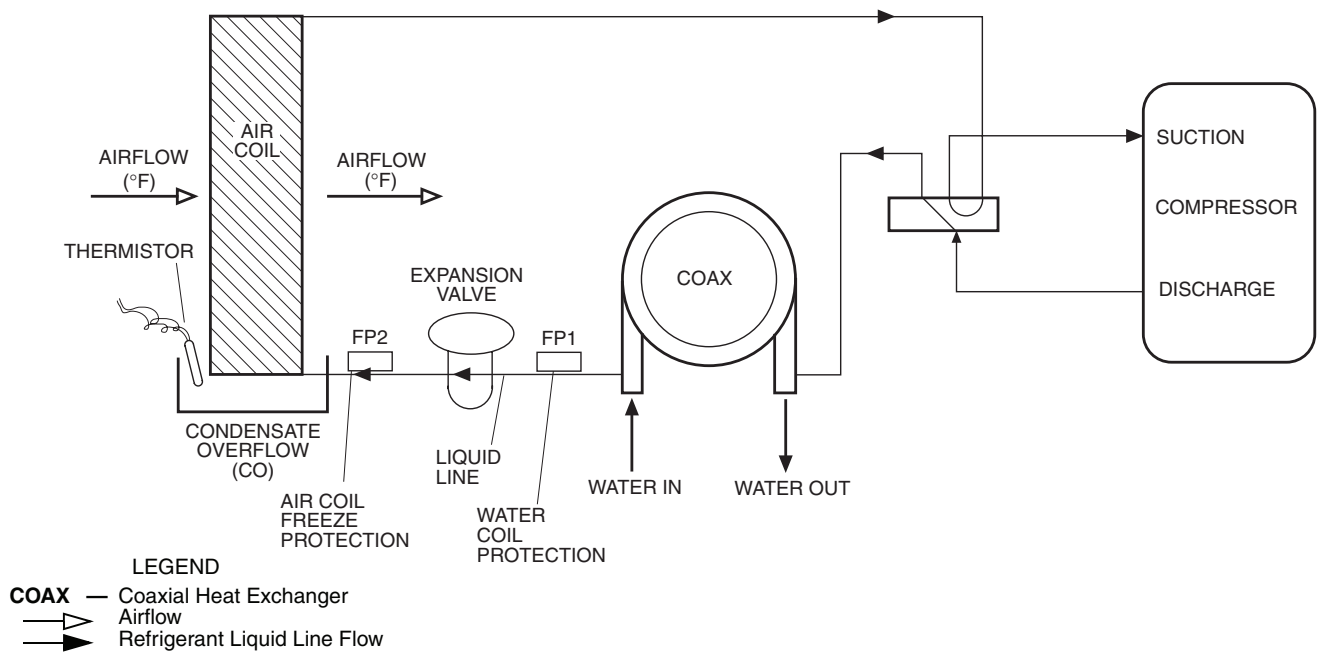 AIR
COIL
AIRFLOW
(°F)
AIRFLOW
(°F)
SUCTION
COMPRESSOR
DISCHARGE
THERMISTOR
EXPANSION
VALVE
COAX
FP2
FP1
CONDENSATE
OVERFLOW
(CO)
LIQUID
LINE
WATER IN
WATER OUT
AIR COIL
FREEZE
PROTECTION
WATER
COIL
PROTECTION
LEGEND
COAX — Coaxial Heat Exchanger
Airflow
Refrigerant Liquid Line Flow